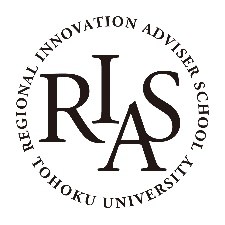 REGIONAL INNOVATION ADVISER SCHOOL
RIAS
TOHOKU UNIVERSITY